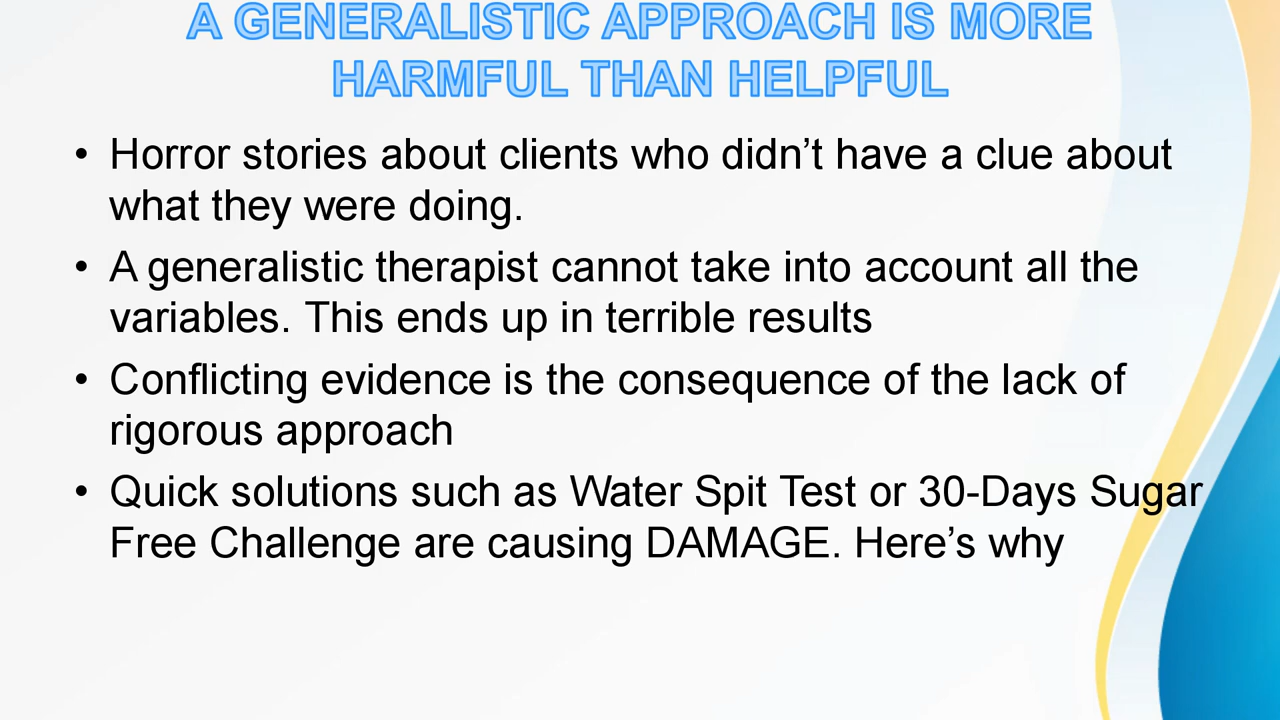 A GENERALISTIC APPROACH IS MORE
HARMFUL THAN HELPFUL
• Horror stories about clients who didn’t have a clue about
what they were doing.
• A generalistic therapist cannot take into account all the
variables. This ends up in terrible results
• Conflicting evidence is the consequence of the lack of
rigorous approach
• Quick solutions such as Water Spit Test or 30-Days Sugar
Free Challenge are causing DAMAGE. Here’s why